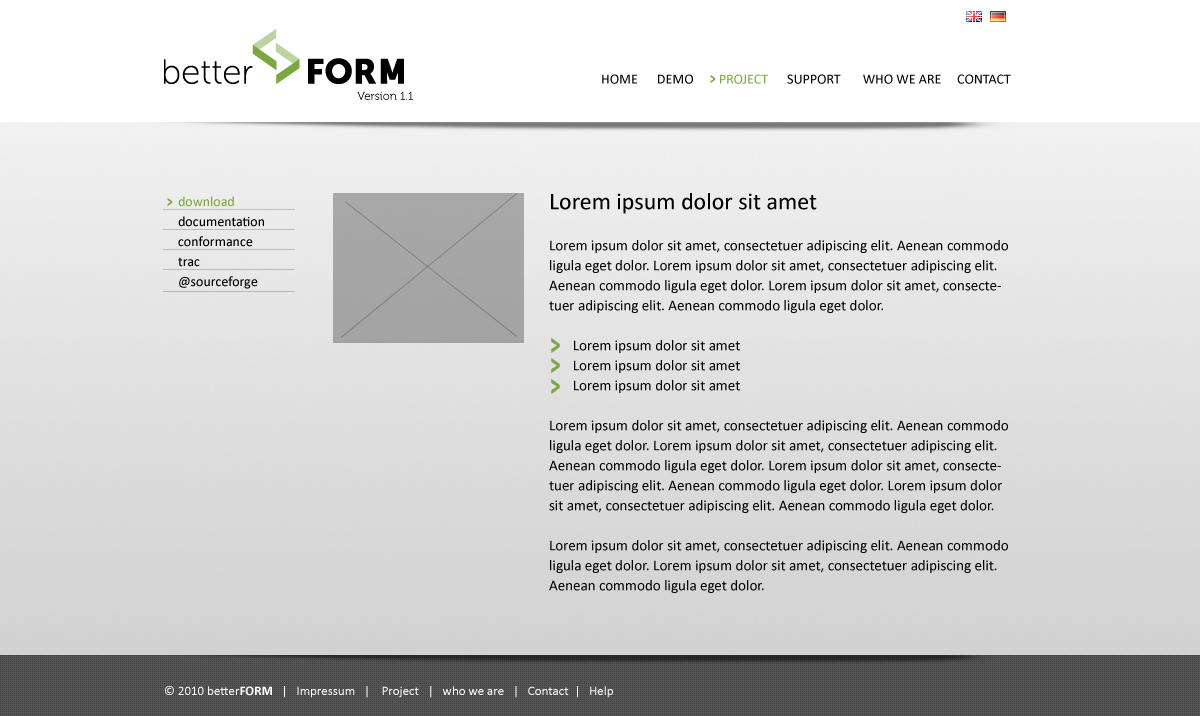 better FORM
Version 1.1
HOME DEMO > PROJECT SUPPORT WHO WE ARE CONTACT
> download
documentation
conformance
trac
@sourceforge
Lorem ipsum dolor sit amet
Lorem ipsum dolor sit amet, consectetuer adipiscing elit. Aenean commodo
ligula eget dolor. Lorem ipsum dolor sit amet, consectetuer adipiscing elit.
Aenean commodo ligula eget dolor. Lorem ipsum dolor sit amet, consecte-
tuer adipiscing elit. Aenean commodo ligula eget dolor.
> Lorem ipsum dolor sit amet
> Lorem ipsum dolor sit amet
> Lorem ipsum dolor sit amet
Lorem ipsum dolor sit amet, consectetuer adipiscing elit. Aenean commodo
ligula eget dolor. Lorem ipsum dolor sit amet, consectetuer adipiscing elit.
Aenean commodo ligula eget dolor. Lorem ipsum dolor sit amet, consecte-
tuer adipiscing elit. Aenean commodo ligula eget dolor. Lorem ipsum dolor
sit amet, consectetuer adipiscing elit. Aenean commodo ligula eget dolor.
Lorem ipsum dolor sit amet, consectetuer adipiscing elit. Aenean commodo
ligula eget dolor. Lorem ipsum dolor sit amet, consectetuer adipiscing elit.
Aenean commodo ligula eget dolor.
© 2010 betterFORM | Impressum | Project | who we are | Contact | Help